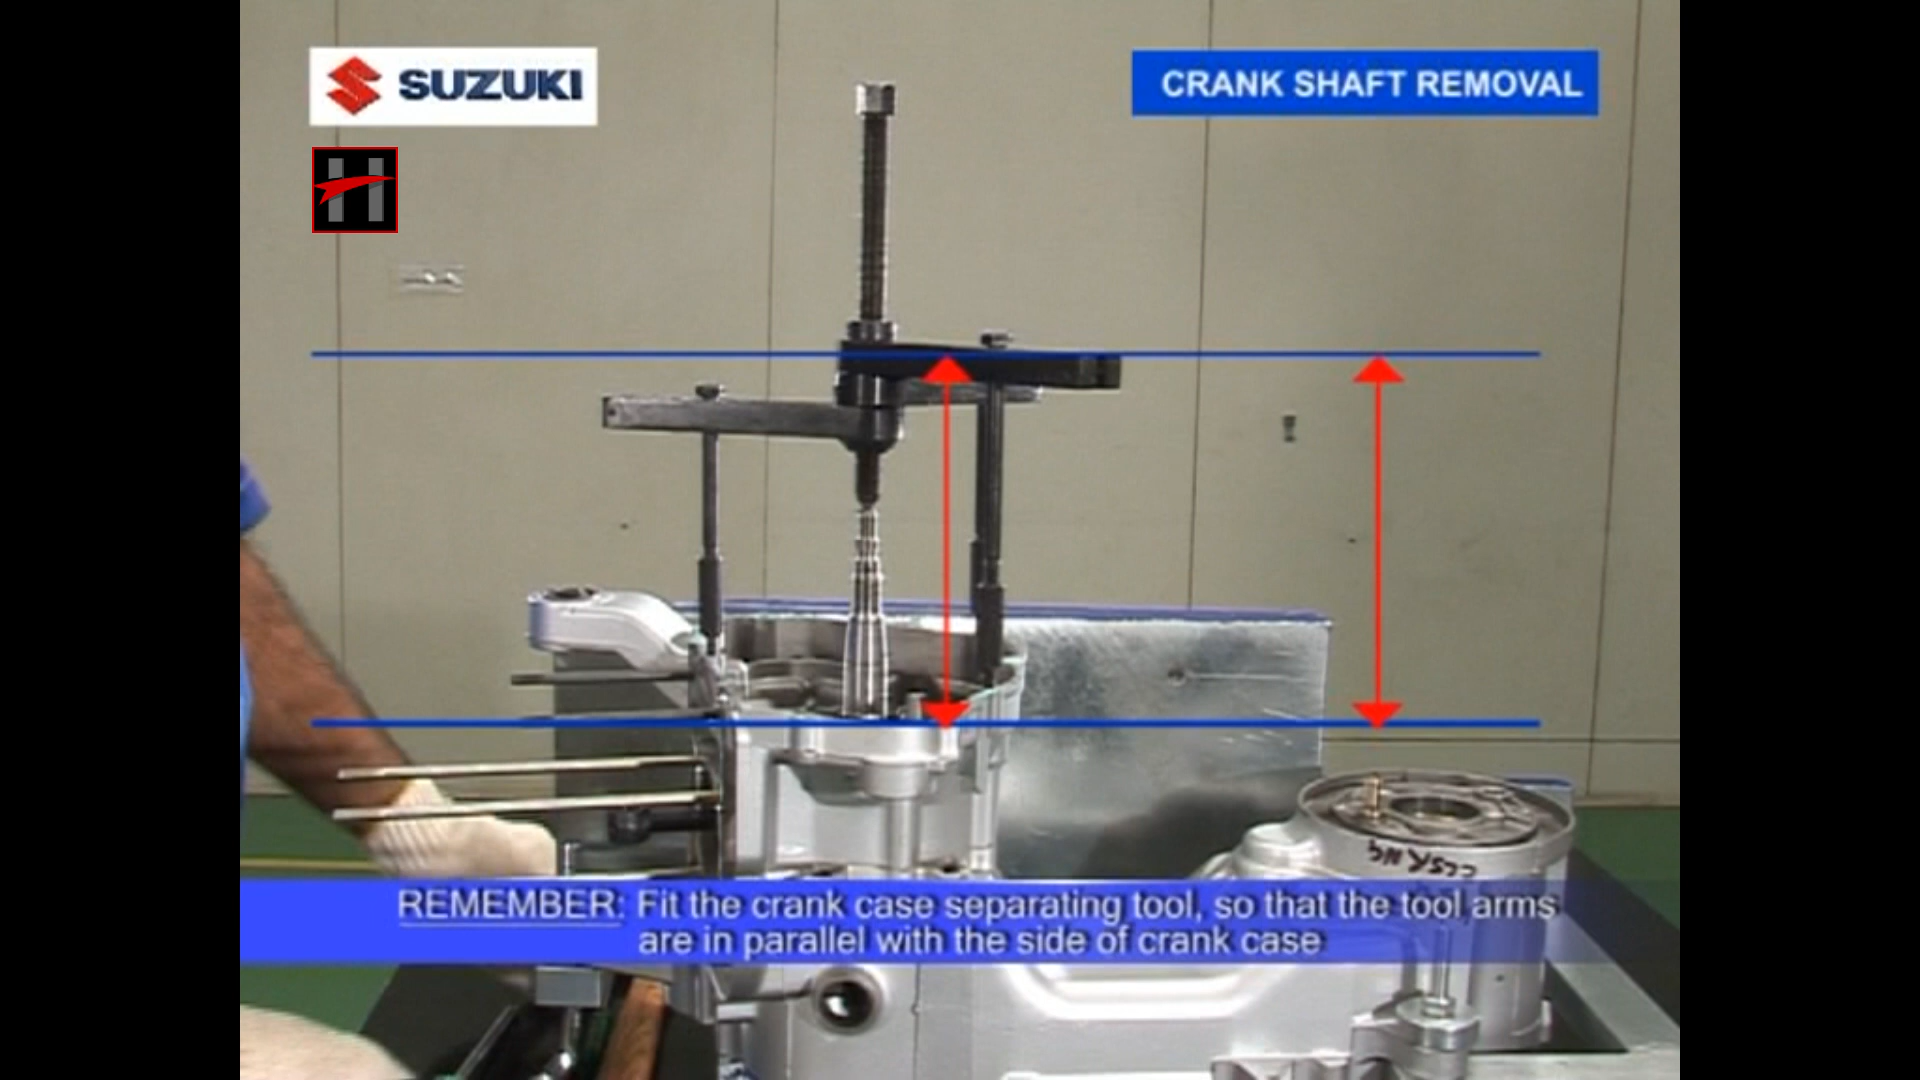 SUZUKI
CRANK SHAFT REMOVAL
H
REMEMBER: Fit the crank case separating tool, so that the tool arms
are in parallel with the side of crank case